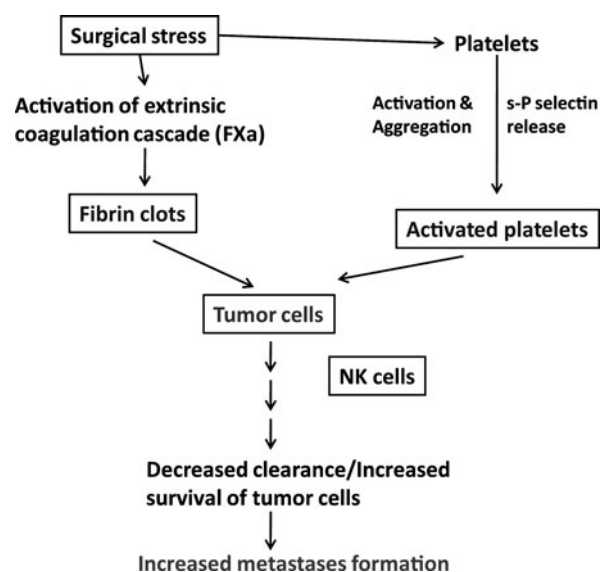 Surgical stress
Platelets
Activation of extrinsic
coagulation cascade (FXa)
Activation &
Aggregation
s-P selectin
release
Fibrin clots
Activated platelets
Tumor cells
NK cells
Decreased clearance/Increased
survival of tumor cells
Increased metastases formation